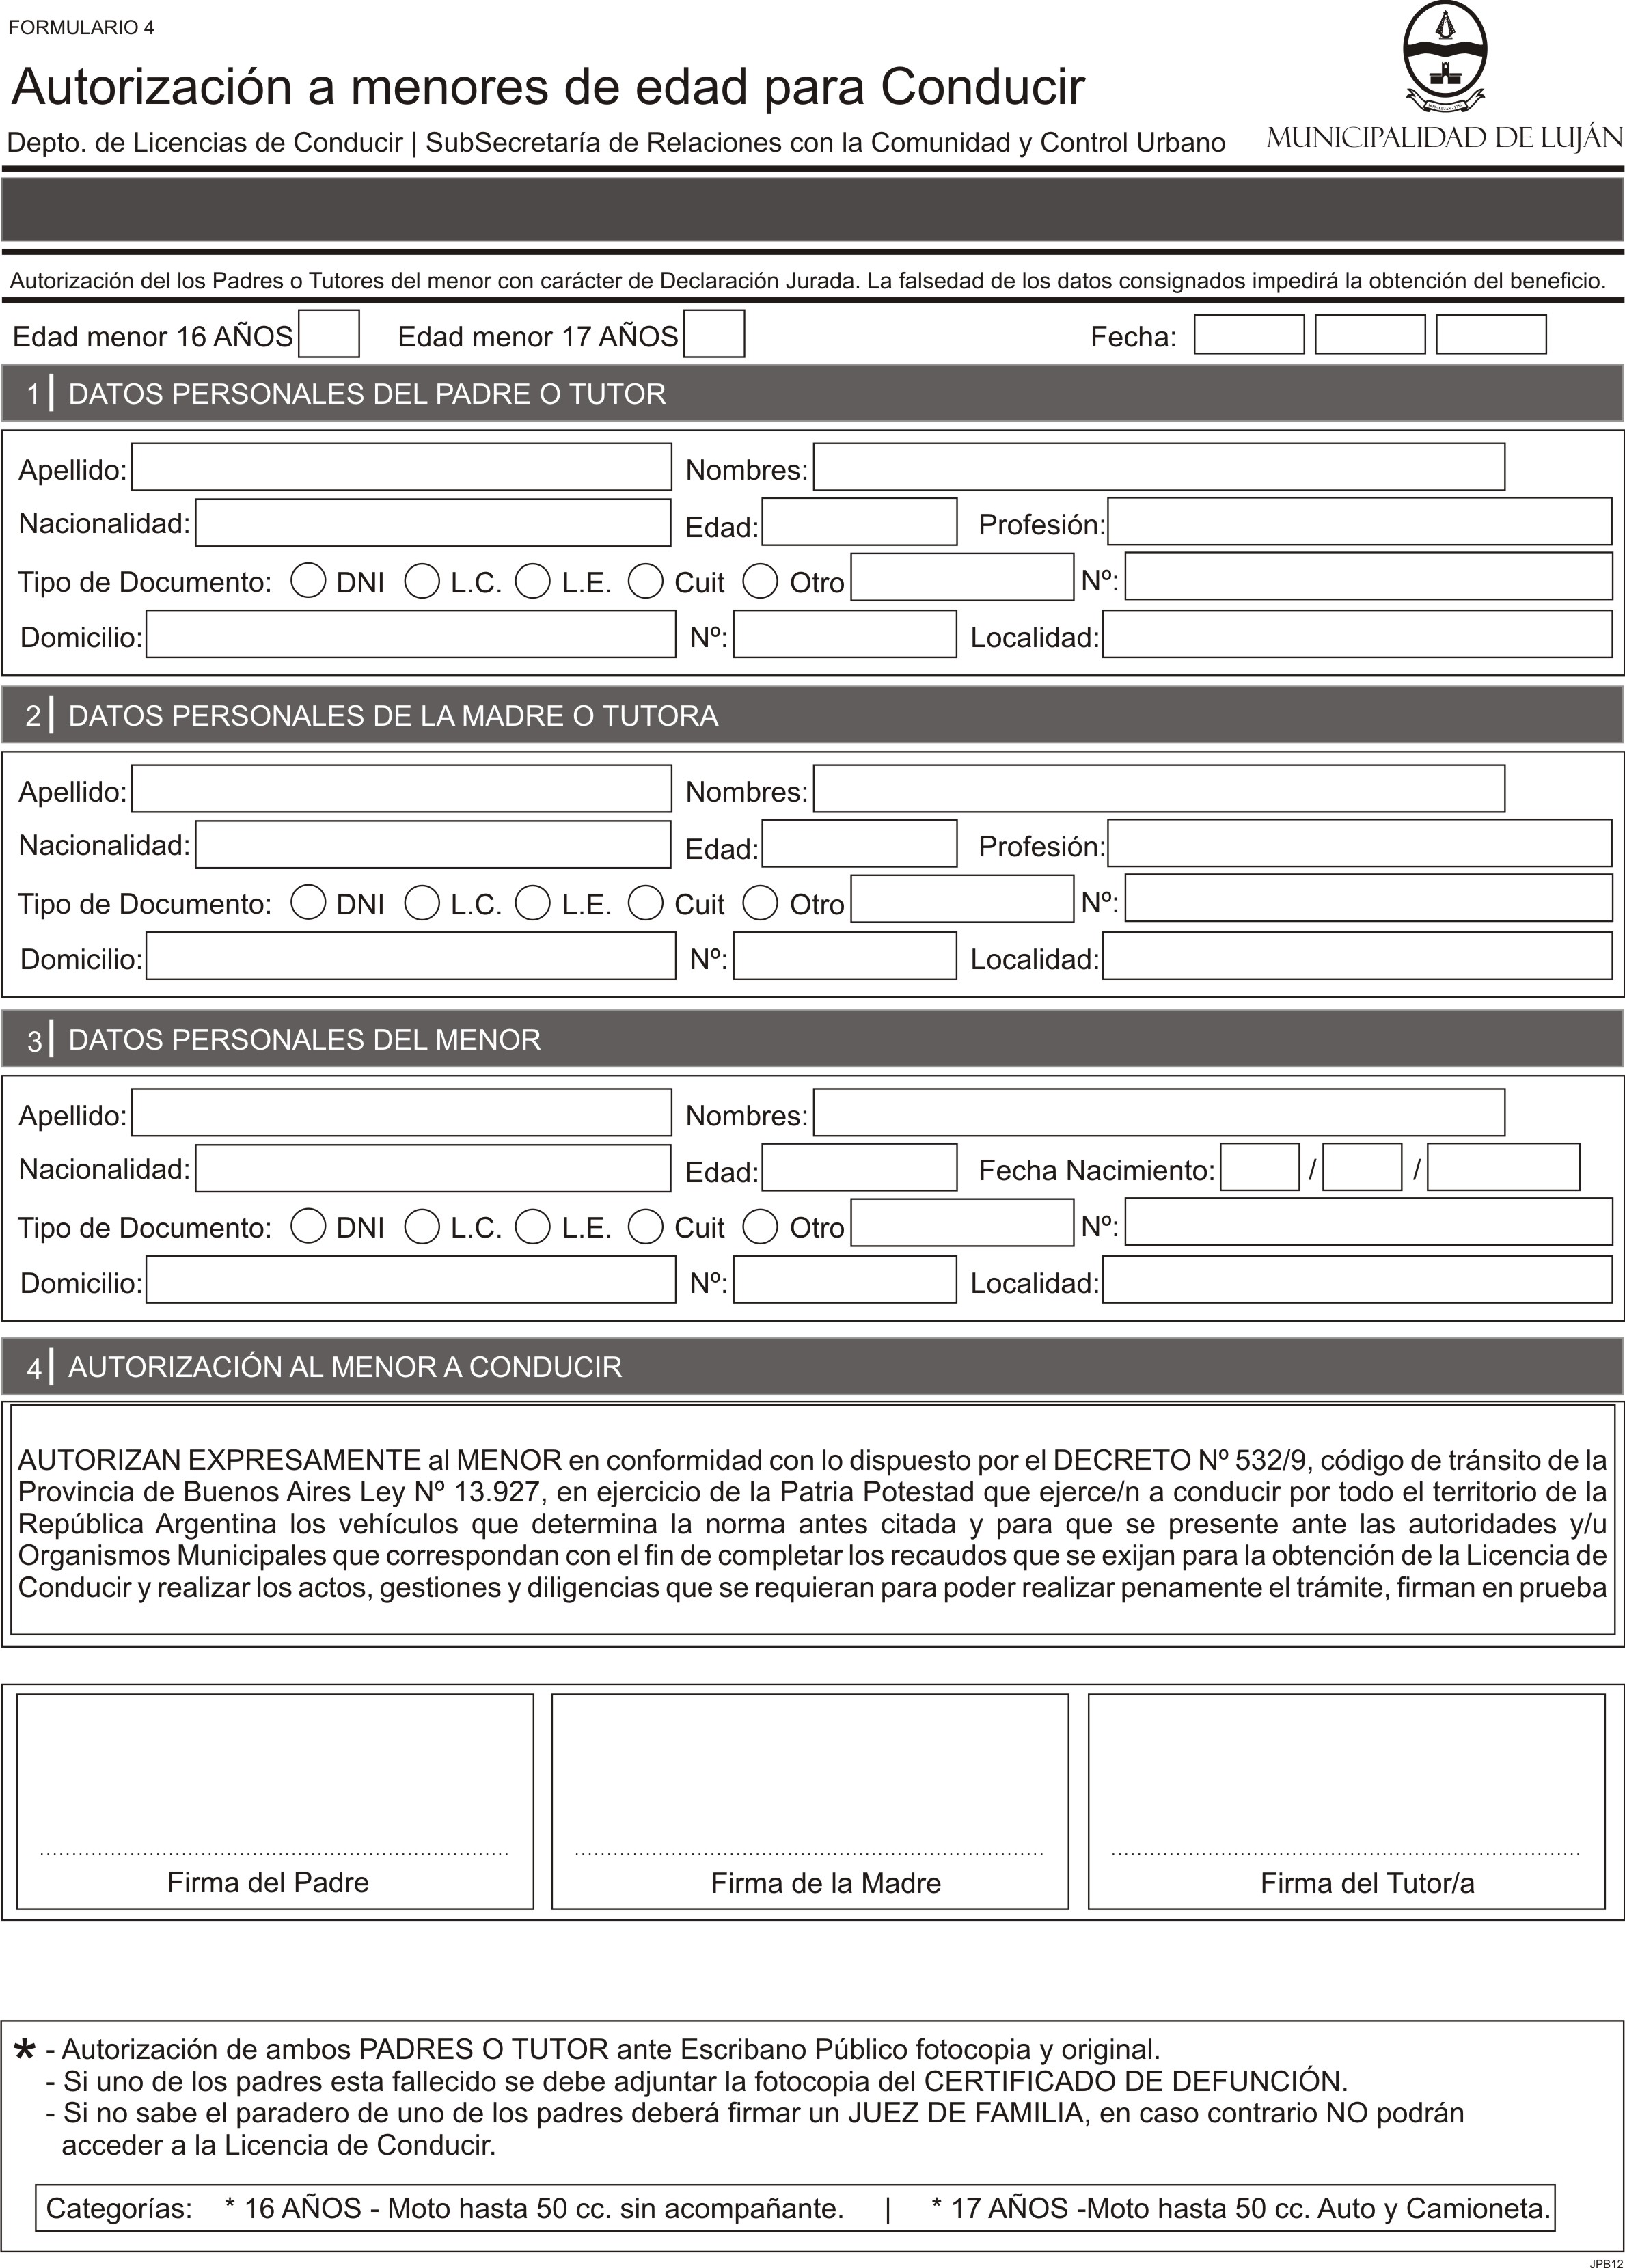 FORMULARIO 4
Autorización a menores de edad para Conducir
Depto. de Licencias de Conducir | SubSecretaría de Relaciones con la Comunidad y Control Urbano
MUNICIPALIDAD DE LUJÁN
Autorización del los Padres o Tutores del menor con carácter de Declaración Jurada. La falsedad de los datos consignados impedirá la obtención del beneficio.
Edad menor 16 AÑOS Edad menor 17 AÑOS Fecha:
1 | DATOS PERSONALES DEL PADRE O TUTOR
Apellido: Nombres:
Nacionalidad: Edad: Profesión:
Tipo de Documento: DNI L.C. L.E. Cuit Otro Nº:
Domicilio: Nº: Localidad:
2 | DATOS PERSONALES DE LA MADRE O TUTORA
Apellido: Nombres:
Nacionalidad: Edad: Profesión:
Tipo de Documento: DNI L.C. L.E. Cuit Otro Nº:
Domicilio: Nº: Localidad:
3 | DATOS PERSONALES DEL MENOR
Apellido: Nombres:
Nacionalidad: Edad: Fecha Nacimiento: / /
Tipo de Documento: DNI L.C. L.E. Cuit Otro Nº:
Domicilio: Nº: Localidad:
4 | AUTORIZACIÓN AL MENOR A CONDUCIR
AUTORIZAN EXPRESAMENTE al MENOR en conformidad con lo dispuesto por el DECRETO Nº 532/9, código de tránsito de la
Provincia de Buenos Aires Ley Nº 13.927, en ejercicio de la Patria Potestad que ejerce/n a conducir por todo el territorio de la
República Argentina los vehículos que determina la norma antes citada y para que se presente ante las autoridades y/u
Organismos Municipales que correspondan con el fin de completar los recaudos que se exijan para la obtención de la Licencia de
Conducir y realizar los actos, gestiones y diligencias que se requieran para poder realizar penamente el trámite, firman en prueba
Firma del Padre Firma de la Madre Firma del Tutor/a
* - Autorización de ambos PADRES O TUTOR ante Escribano Público fotocopia y original.
- Si uno de los padres esta fallecido se debe adjuntar la fotocopia del CERTIFICADO DE DEFUNCIÓN.
- Si no sabe el paradero de uno de los padres deberá firmar un JUEZ DE FAMILIA, en caso contrario NO podrán
acceder a la Licencia de Conducir.
Categorías: * 16 AÑOS - Moto hasta 50 cc. sin acompañante. | * 17 AÑOS -Moto hasta 50 cc. Auto y Camioneta.
JPB12